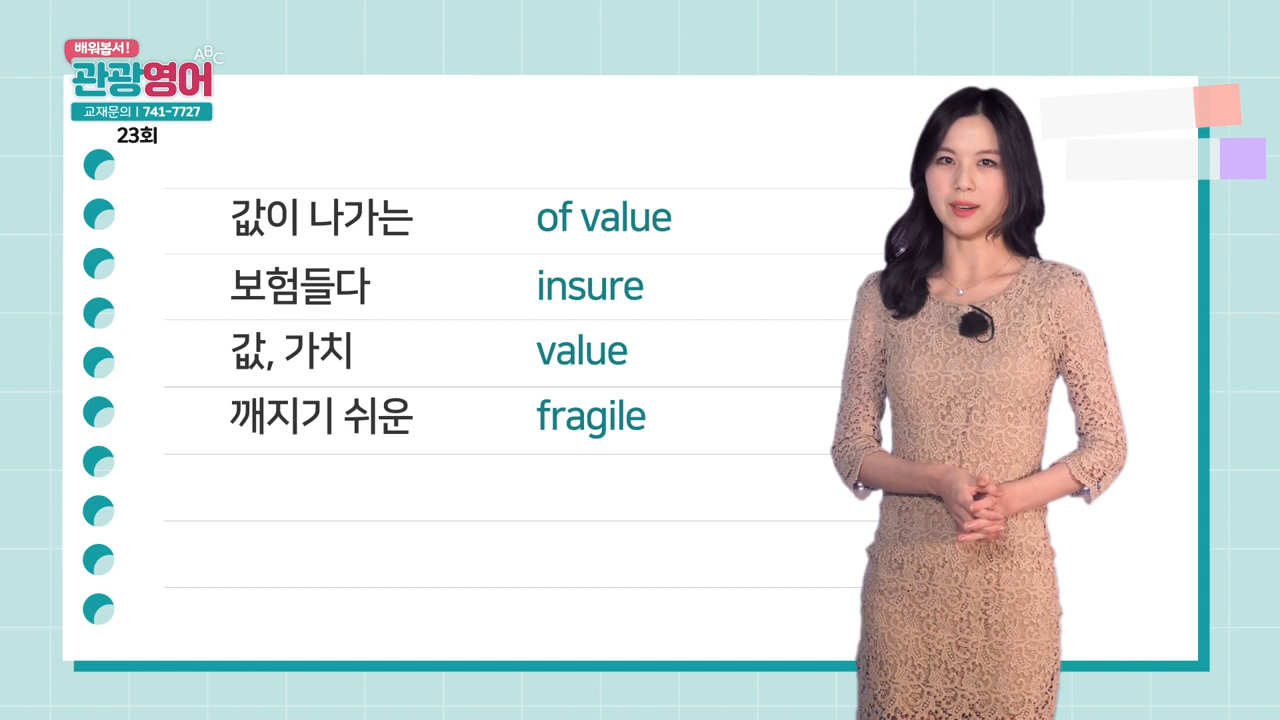 배워봅서!
ABC
관광영어
교재문의 | 741-7727
23회
값이 나가는 of value
보험들다 insure
값, 가치 value
깨지기 쉬운 fragile